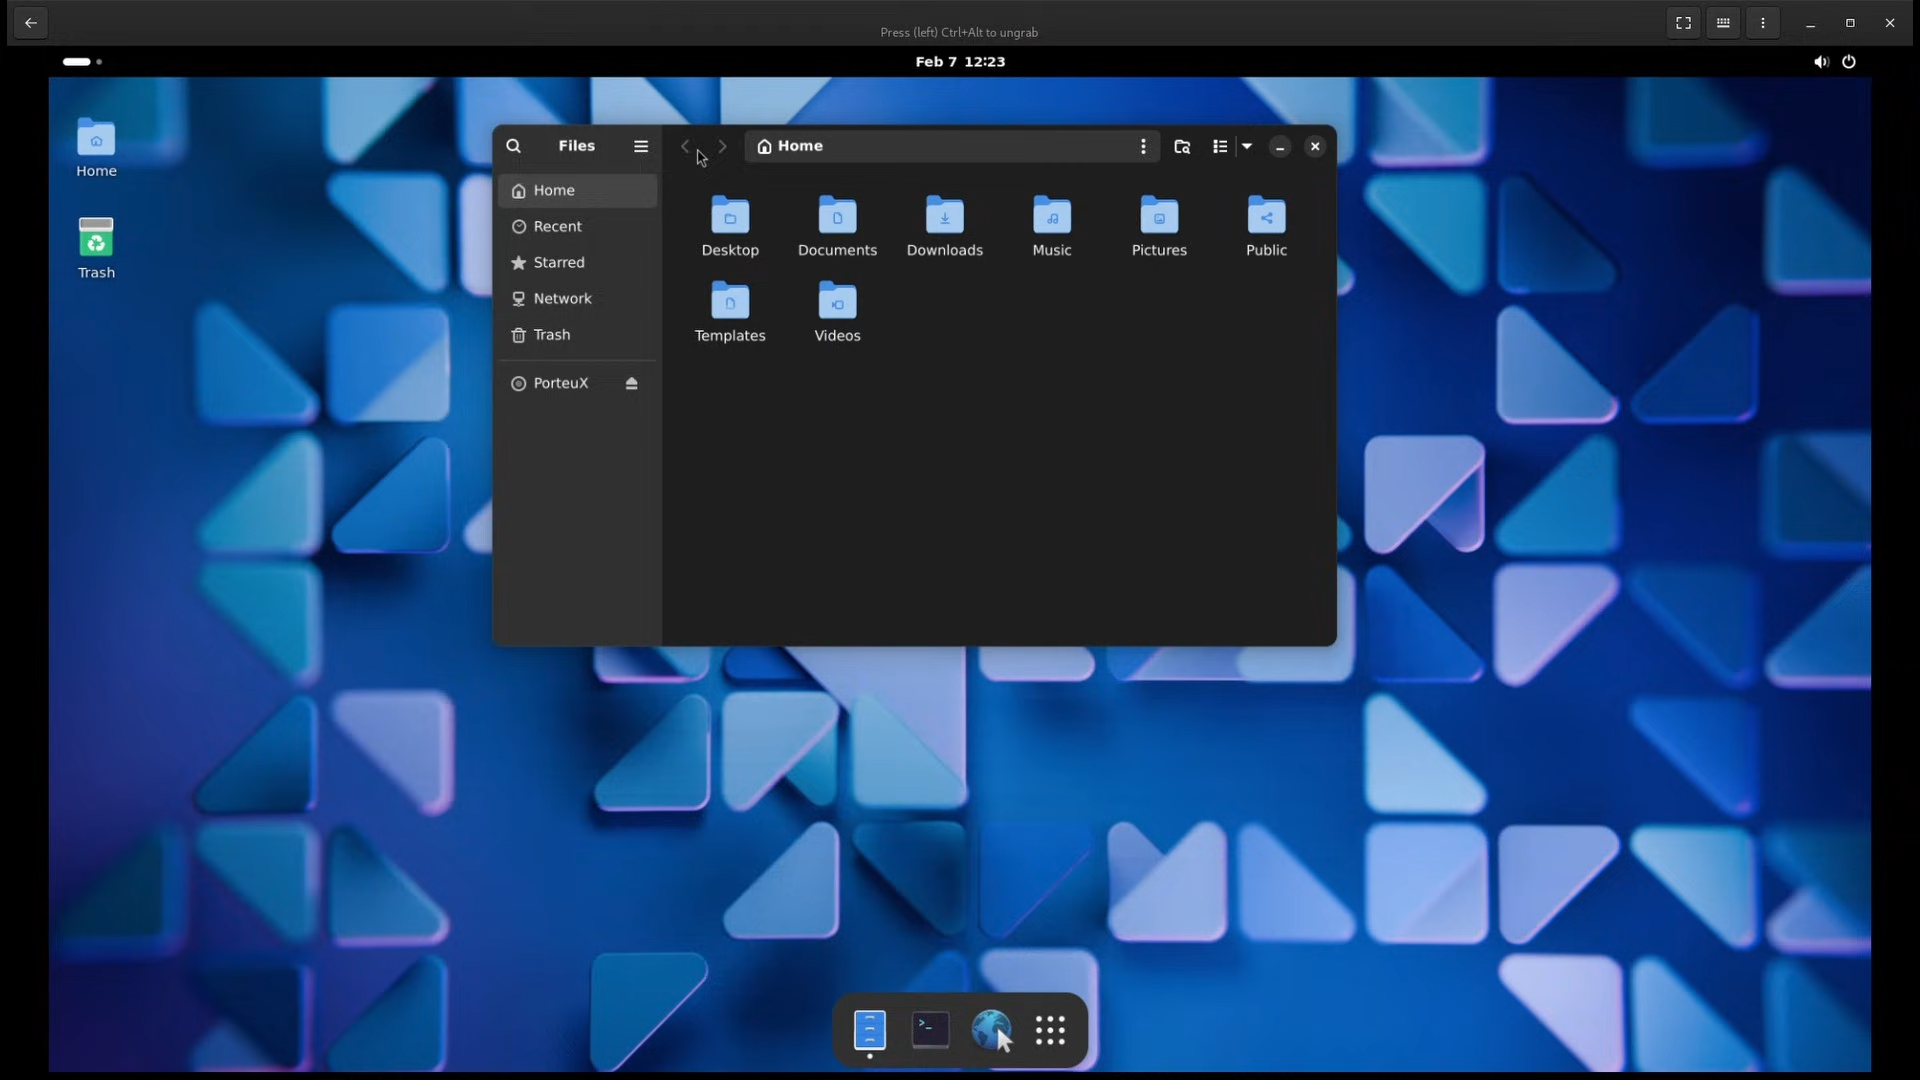 Press (left) Ctrl+Alt to ungrab
Feb 7 12:23
Home
Trash
Files
Home
Home
Recent
Starred
Network
Trash
PorteuX
Desktop
Documents
Downloads
Music
Pictures
Public
Templates
Videos
>_